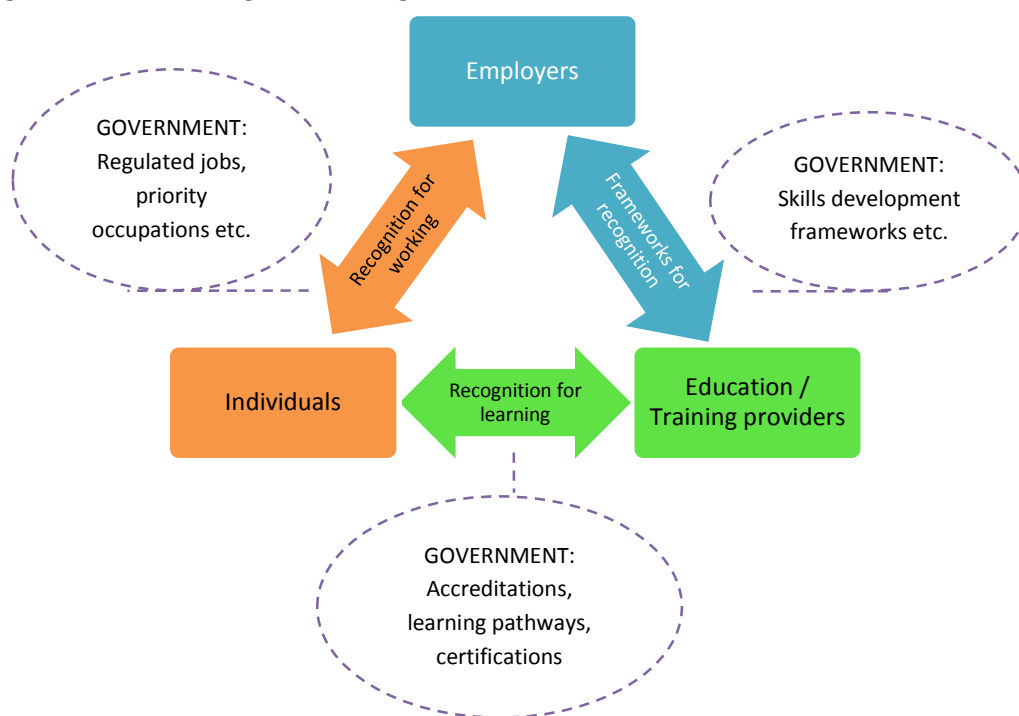 Employers
GOVERNMENT:
Regulated jobs,
priority
occupations etc.
GOVERNMENT:
Skills development
frameworks etc.
Recognition for
working
Frameworks for
recognition
Individuals
Recognition for
learning
Education /
Training providers
GOVERNMENT:
Accreditations,
learning pathways,
certifications